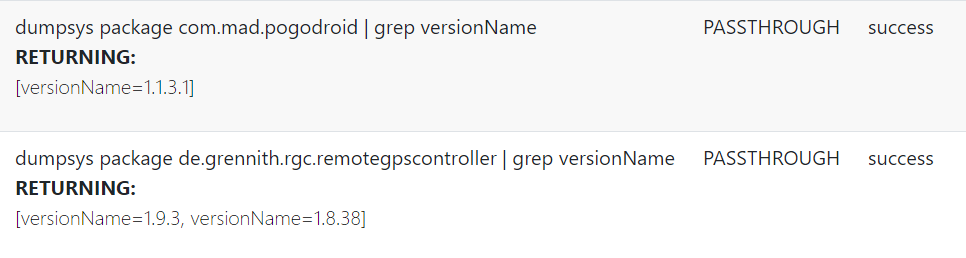 dumpsys package com.mad.pogodroid | grep versionName PASSTHROUGH success
RETURNING:
[versionName=1.1.3.1]
dumpsys package de.grennith.rgc.remotegpscontroller | grep versionName PASSTHROUGH success
RETURNING:
[versionName=1.9.3, versionName=1.8.38]